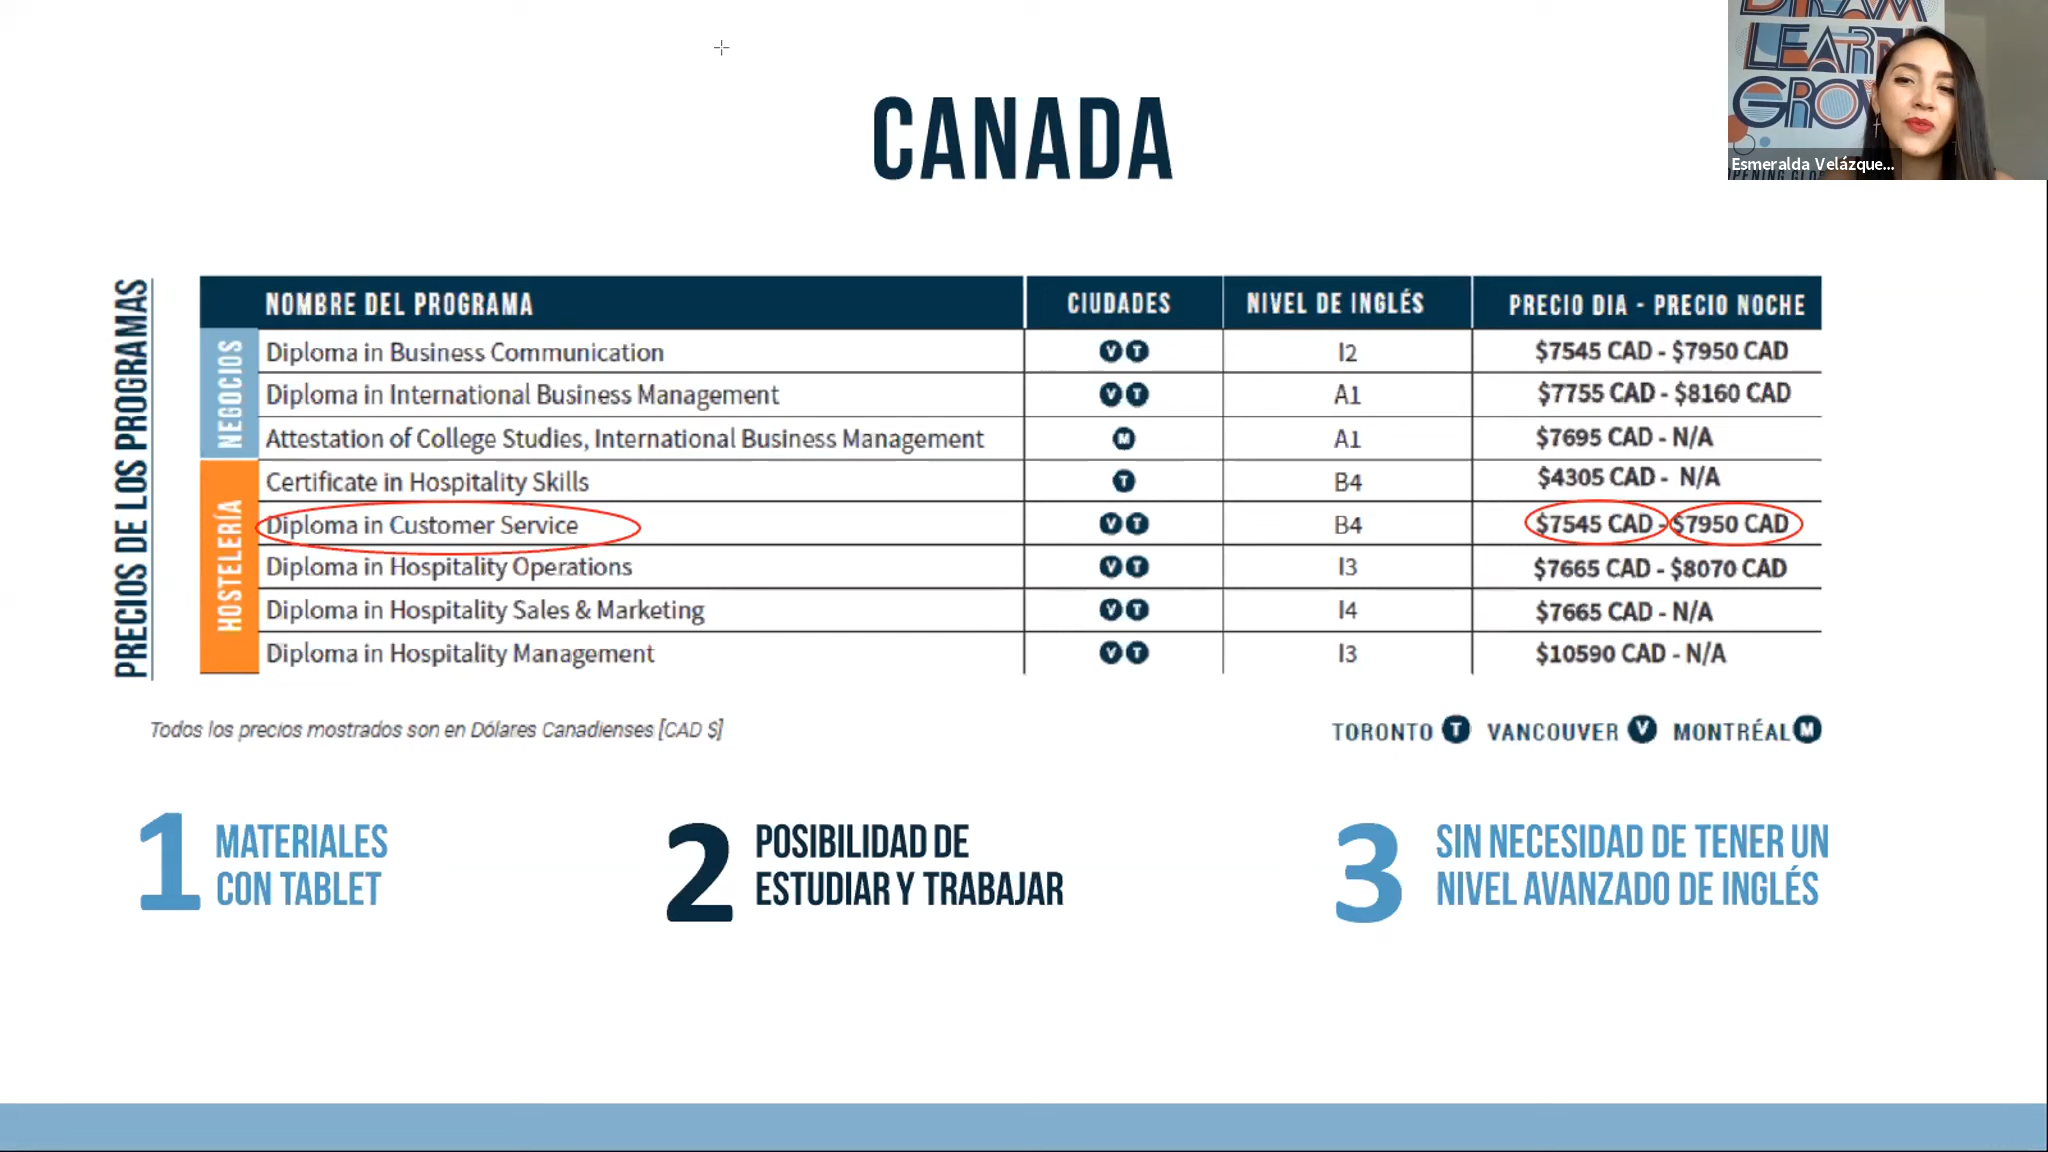 DREAM
LEARN
GROW
Esmeralda Velázque...
CANADA
PRECIOS DE LOS PROGRAMAS
NOMBRE DEL PROGRAMA CIUDADES NIVEL DE INGLÉS PRECIO DIA - PRECIO NOCHE
NEGOCIOS
Diploma in Business Communication V T I2 $7545 CAD - $7950 CAD
Diploma in International Business Management V T A1 $7755 CAD - $8160 CAD
Attestation of College Studies, International Business Management M A1 $7695 CAD - N/A
HOSTELERÍA
Certificate in Hospitality Skills T B4 $4305 CAD - N/A
Diploma in Customer Service V T B4 $7545 CAD - $7950 CAD
Diploma in Hospitality Operations V T I3 $7665 CAD - $8070 CAD
Diploma in Hospitality Sales & Marketing V T I4 $7665 CAD - N/A
Diploma in Hospitality Management V T I3 $10590 CAD - N/A
Todos los precios mostrados son en Dólares Canadienses [CAD $]
TORONTO T VANCOUVER V MONTRÉAL M
1 MATERIALES
CON TABLET
2 POSIBILIDAD DE
ESTUDIAR Y TRABAJAR
3 SIN NECESIDAD DE TENER UN
NIVEL AVANZADO DE INGLÉS